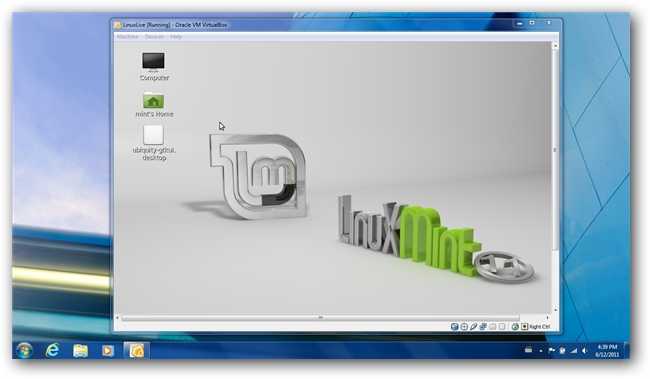 LinuxLive [Running] - Oracle VM VirtualBox
Machine Devices Help
Computer
mint's Home
ubiquity-gtkui.
desktop
lm
LinuxMint
Right Ctrl
4:39 PM
6/12/2011